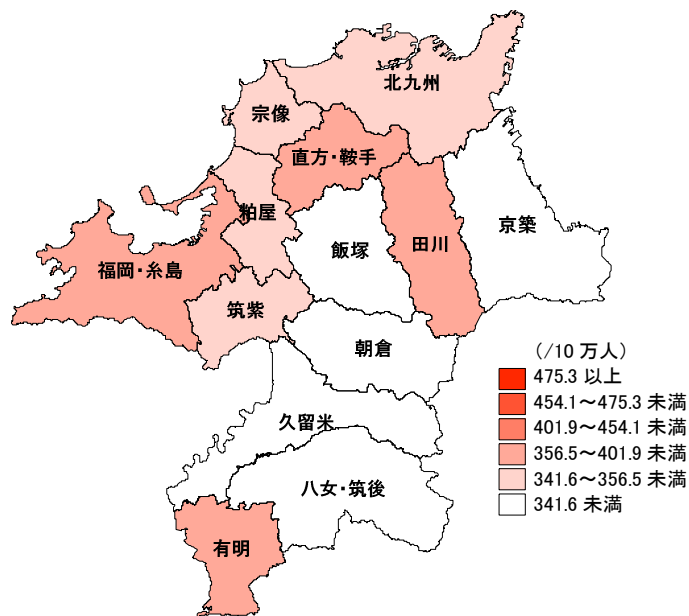 北九州
宗像
直方・鞍手
粕屋
京築
飯塚
田川
福岡・糸島
筑紫
朝倉
久留米
八女・筑後
有明
(/10 万人)
475.3 以上
454.1～475.3 未満
401.9～454.1 未満
356.5～401.9 未満
341.6～356.5 未満
341.6 未満